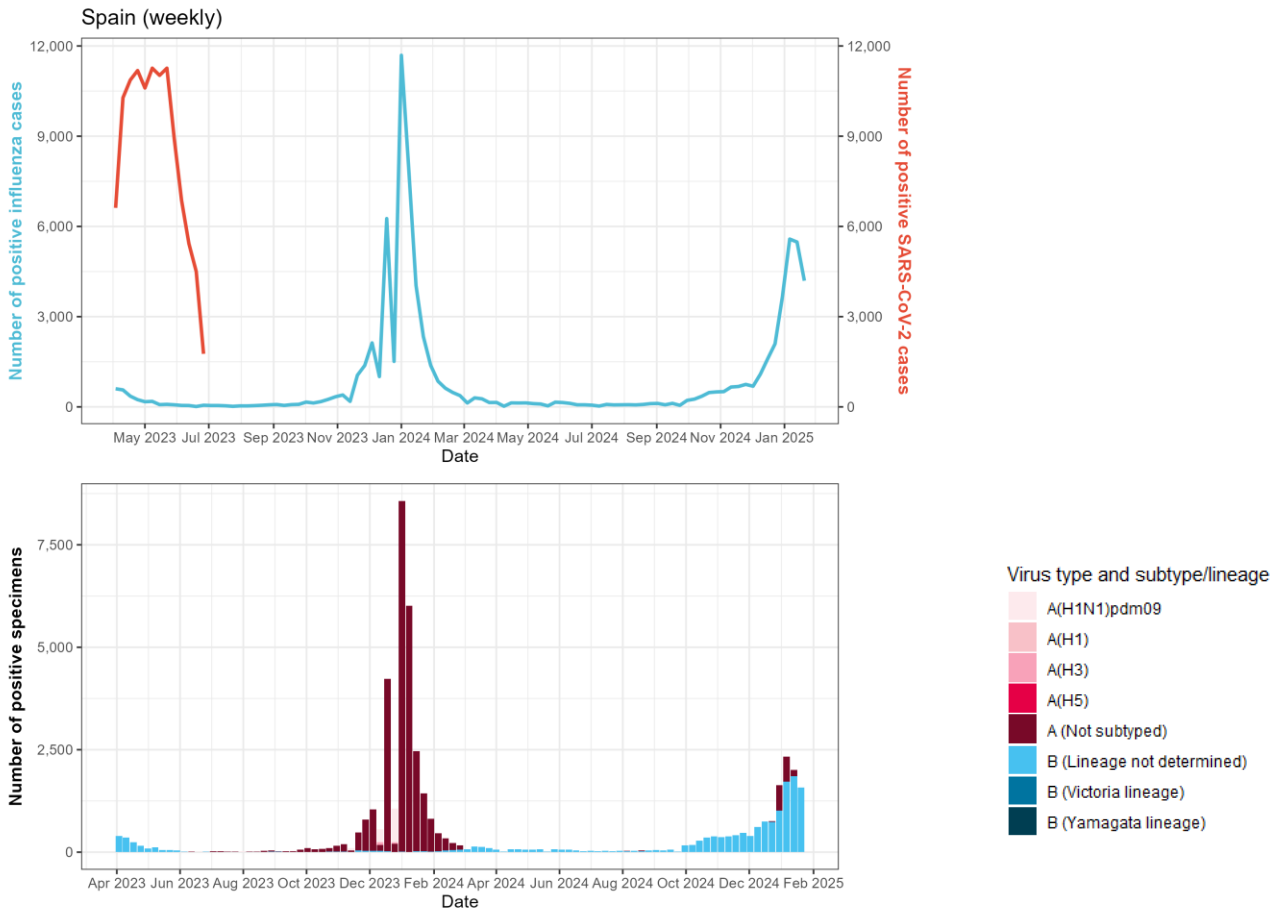 Spain (weekly)
Number of positive influenza cases
12,000
9,000
6,000
3,000
0
12,000
9,000
6,000
3,000
0
Number of positive SARS-CoV-2 cases
May 2023 Jul 2023 Sep 2023 Nov 2023 Jan 2024 Mar 2024 May 2024 Jul 2024 Sep 2024 Nov 2024 Jan 2025
Date
Number of positive specimens
7,500
5,000
2,500
0
Apr 2023 Jun 2023 Aug 2023 Oct 2023 Dec 2023 Feb 2024 Apr 2024 Jun 2024 Aug 2024 Oct 2024 Dec 2024 Feb 2025
Date
Virus type and subtype/lineage
A(H1N1)pdm09
A(H1)
A(H3)
A(H5)
A (Not subtyped)
B (Lineage not determined)
B (Victoria lineage)
B (Yamagata lineage)